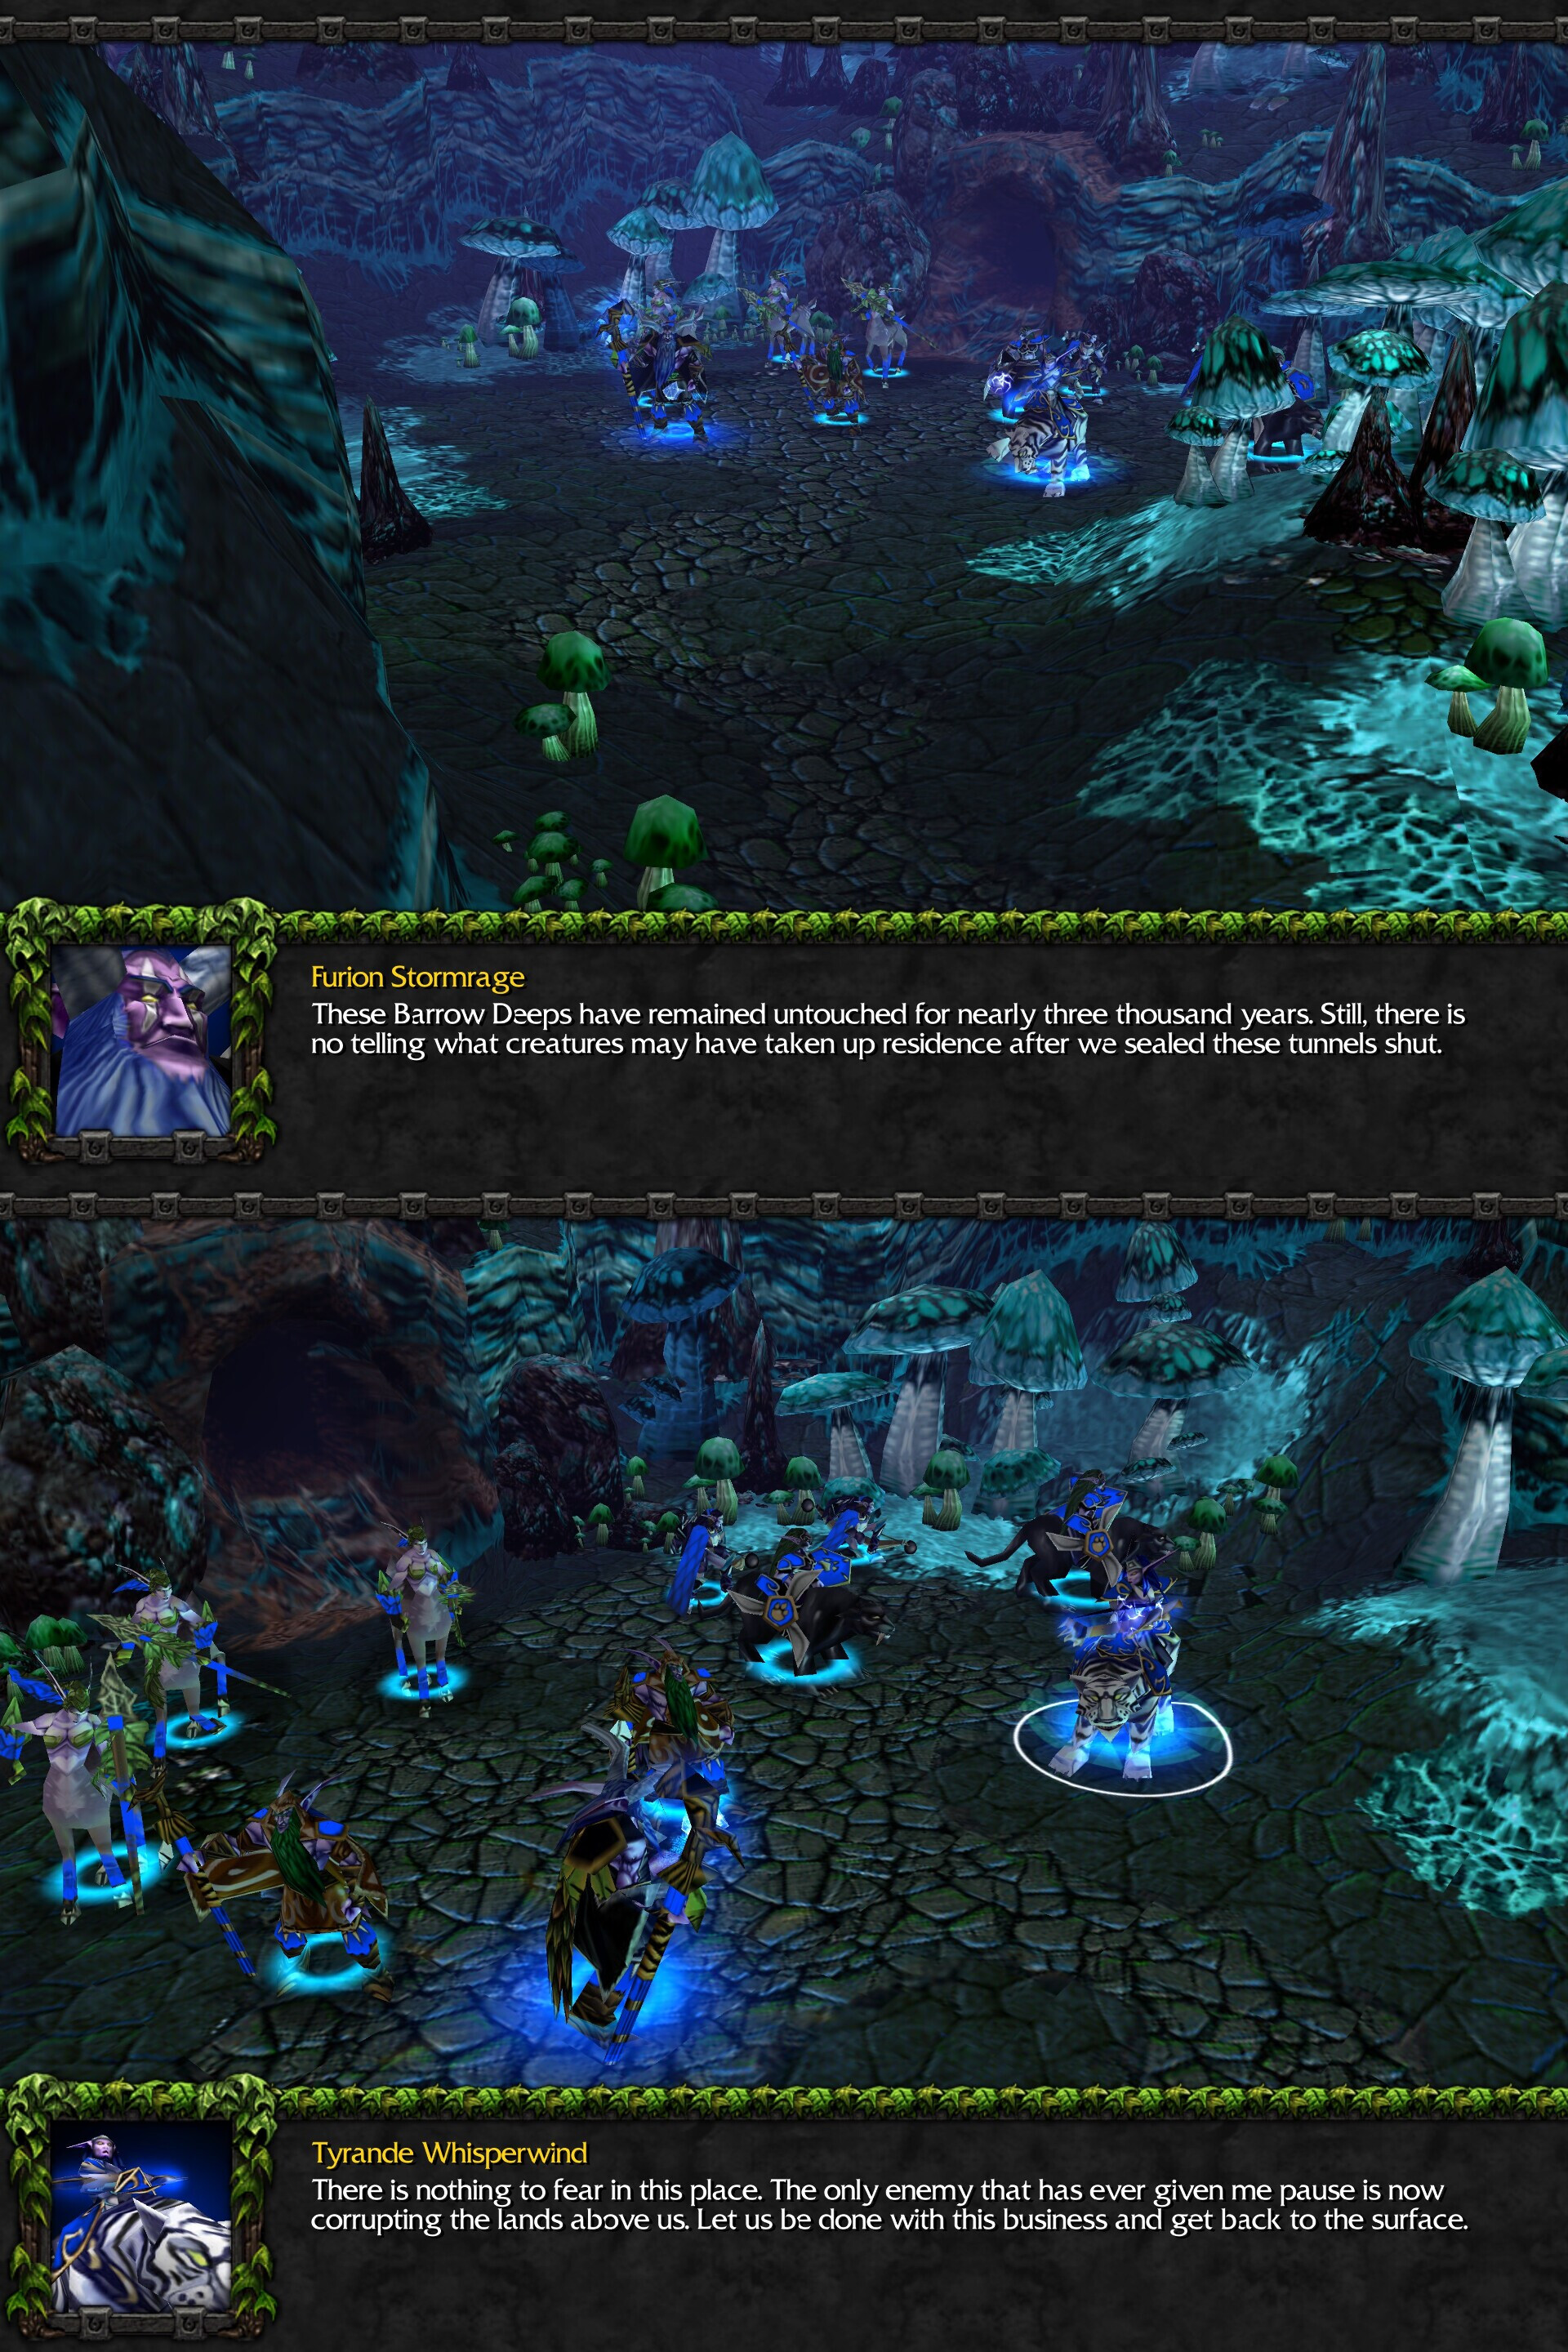 Furion Stormrage
These Barrow Deeps have remained untouched for nearly three thousand years. Still, there is
no telling what creatures may have taken up residence after we sealed these tunnels shut.
Tyrande Whisperwind
There is nothing to fear in this place. The only enemy that has ever given me pause is now
corrupting the lands above us. Let us be done with this business and get back to the surface.